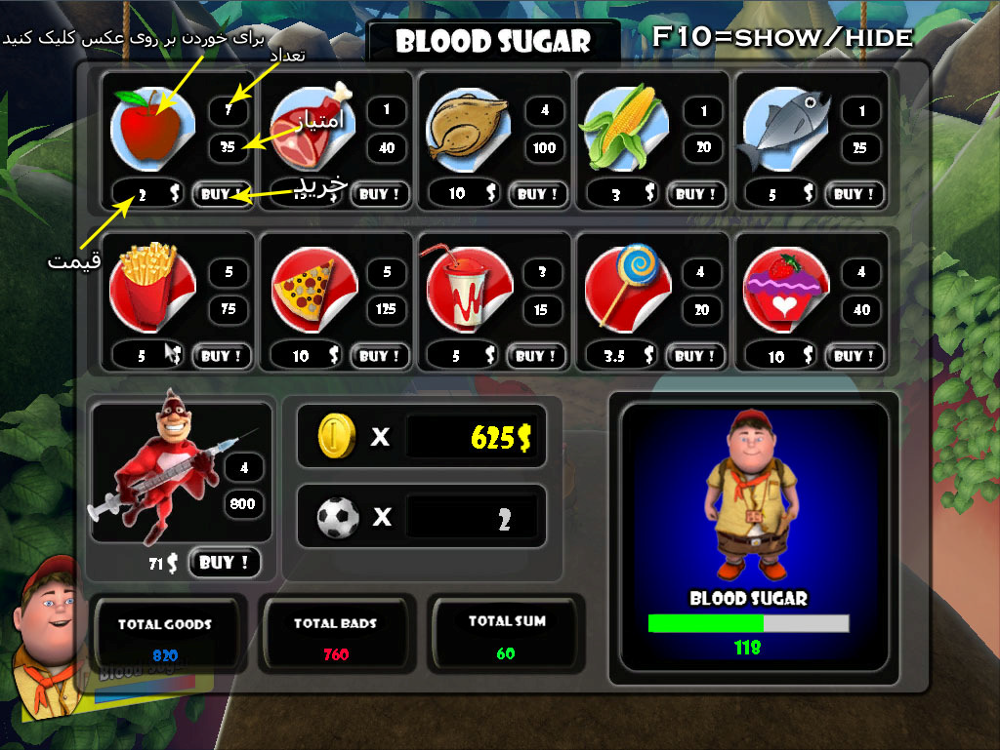 برای خوردن بر روی عکس کلیک کنید
BLOOD SUGAR
F10=SHOW/HIDE
تعداد
7
1
4
1
1
امتیاز
35
40
100
20
25
خرید
2 $ BUY !
$ BUY !
10 $ BUY !
3 $ BUY !
5 $ BUY !
قیمت
5
5
3
4
4
75
125
15
20
40
5 $ BUY !
10 $ BUY !
5 $ BUY !
3.5 $ BUY !
10 $ BUY !
4
800
71 $ BUY !
X 625 $
X 2
BLOOD SUGAR
118
TOTAL GOODS
820
TOTAL BADS
760
TOTAL SUM
60
Blood Sugar